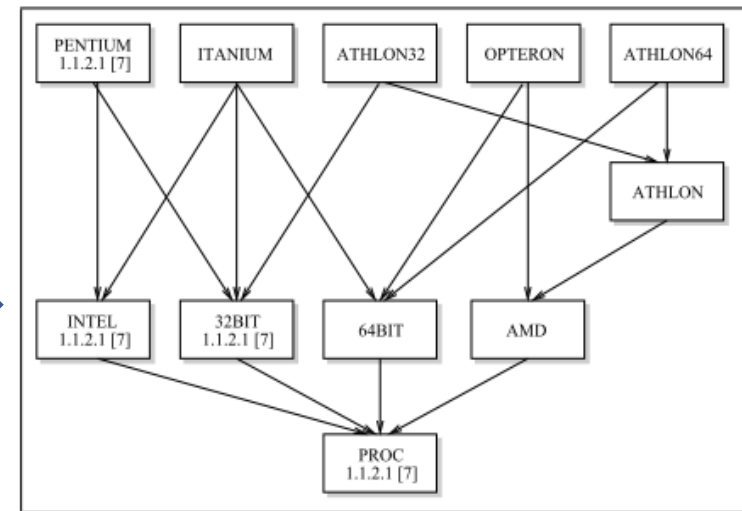 PENTIUM
1.1.2.1 [7]
ITANIUM
ATHLON32
OPTERON
ATHLON64
ATHLON
INTEL
1.1.2.1 [7]
32BIT
1.1.2.1 [7]
64BIT
AMD
PROC
1.1.2.1 [7]